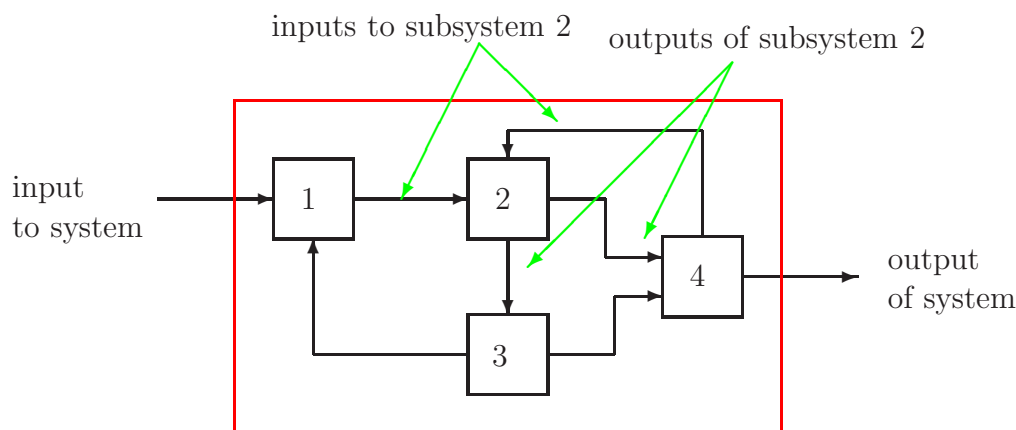 inputs to subsystem 2
outputs of subsystem 2
input
to system
1
2
3
4
output
of system